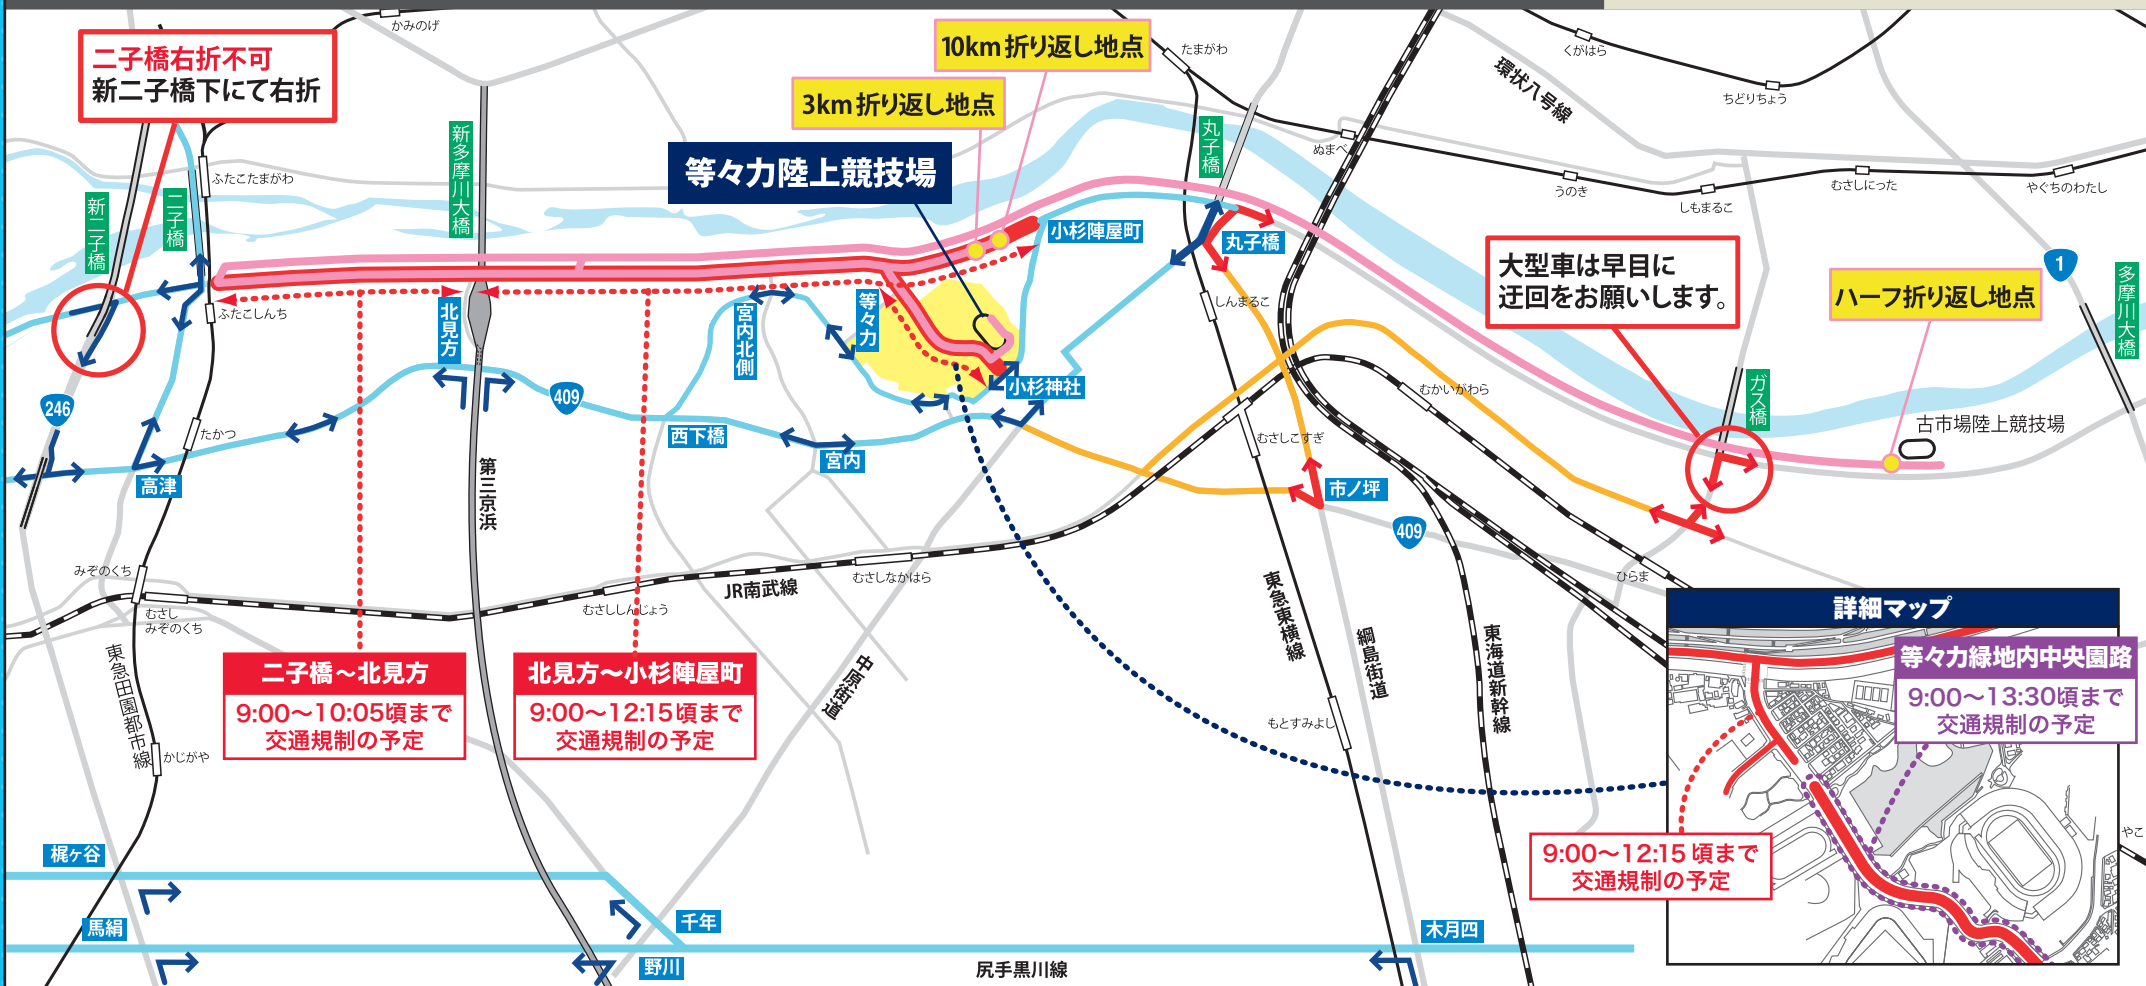 かみのげ
二子橋右折不可
新二子橋下にて右折
10km折り返し地点
3km折り返し地点
等々力陸上競技場
たまがわ
くがはら
環状八号線
ちどりちょう
ぬまべ
うのき
しもまるこ
むさしにった
やぐちのわたし
新多摩川大橋
丸子橋
ふたこたまがわ
新二子橋
二子橋
小杉陣屋町
丸子橋
大型車は早目に
迂回をお願いします。
ハーフ折り返し地点
1
多摩川大橋
ふたこしんち
北見方
宮内北側
等々力
しんまるこ
小杉神社
むかいがわら
ガス橋
古市場陸上競技場
246
409
たかつ
西下橋
宮内
むさしこすぎ
高津
第三京浜
市ノ坪
409
みぞのくち
むさし
みぞのくち
むさししんじょう
JR南武線
むさしなかはら
ひらま
東急東横線
綱島街道
東海道新幹線
東急田園都市線
中原街道
かじがや
もとすみよし
二子橋～北見方
9:00～10:05頃まで
交通規制の予定
北見方～小杉陣屋町
9:00～12:15頃まで
交通規制の予定
詳細マップ
等々力緑地内中央園路
9:00～13:30頃まで
交通規制の予定
9:00～12:15頃まで
交通規制の予定
やこ
梶ヶ谷
馬絹
千年
野川
木月四
尻手黒川線